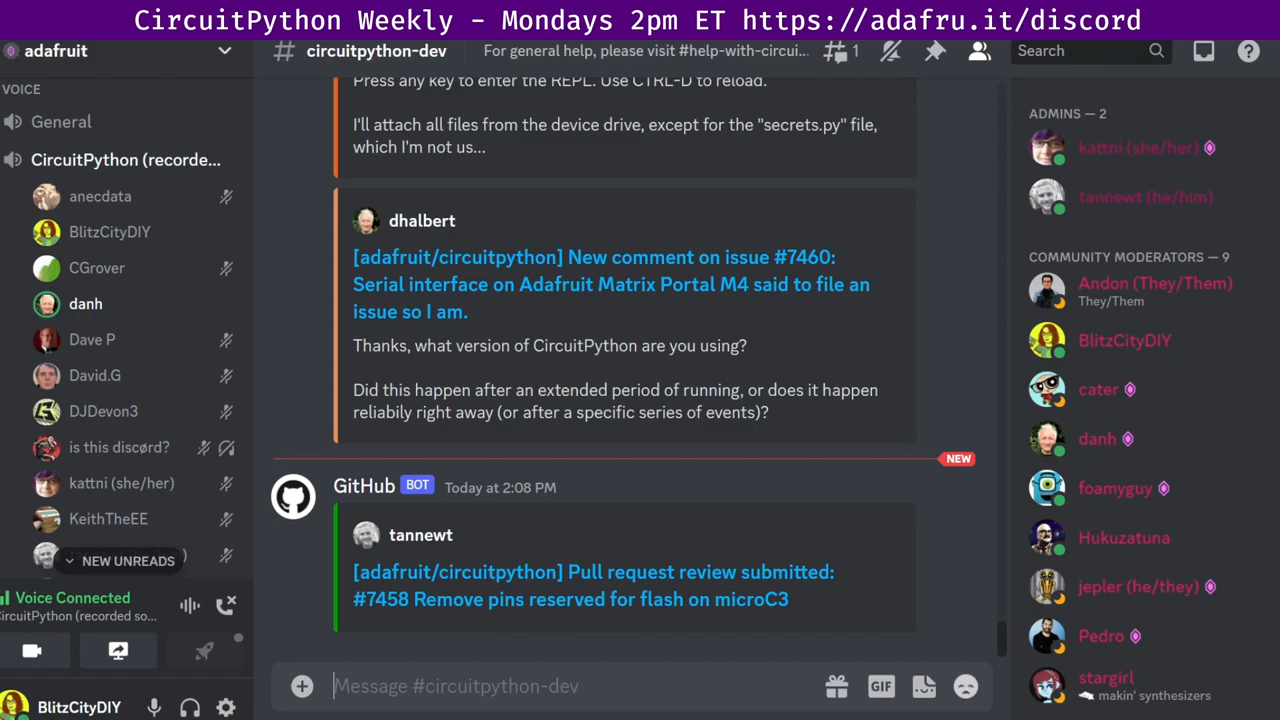 CircuitPython Weekly - Mondays 2pm ET https://adafru.it/discord
adafruit
VOICE
General
CircuitPython (recorde...
anecdata
BlitzCityDIY
CGrover
danh
Dave P
David.G
DJDevon3
is this discørd?
kattni (she/her)
KeithTheEE
NEW UNREADS
)
Voice Connected
CircuitPython (recorded so...
BlitzCityDIY
circuitpython-dev
For general help, please visit #help-with-circui...
1
Search
Press any key to enter the REPL. Use CTRL-D to reload.
I'll attach all files from the device drive, except for the "secrets.py" file,
which I'm not us...
dhalbert
[adafruit/circuitpython] New comment on issue #7460:
Serial interface on Adafruit Matrix Portal M4 said to file an
issue so I am.
Thanks, what version of CircuitPython are you using?
Did this happen after an extended period of running, or does it happen
reliabily right away (or after a specific series of events)?
NEW
GitHub BOT Today at 2:08 PM
tannewt
[adafruit/circuitpython] Pull request review submitted:
#7458 Remove pins reserved for flash on microC3
Message #circuitpython-dev
GIF
ADMINS — 2
kattni (she/her)
tannewt (he/him)
COMMUNITY MODERATORS — 9
Andon (They/Them)
They/Them
BlitzCityDIY
cater
danh
foamyguy
Hukuzatuna
jepler (he/they)
Pedro
stargirl
makin' synthesizers